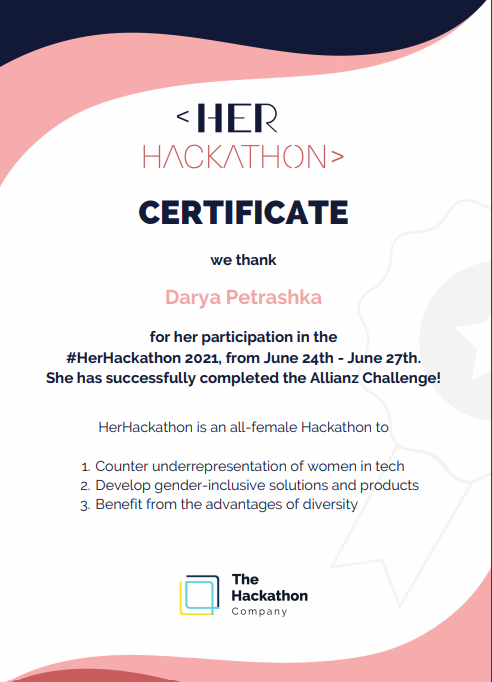 <HER
HACKATHON>
CERTIFICATE
we thank
Darya Petrashka
for her participation in the
#HerHackathon 2021, from June 24th - June 27th.
She has successfully completed the Allianz Challenge!
HerHackathon is an all-female Hackathon to
1. Counter underrepresentation of women in tech
2. Develop gender-inclusive solutions and products
3. Benefit from the advantages of diversity
The
Hackathon
Company